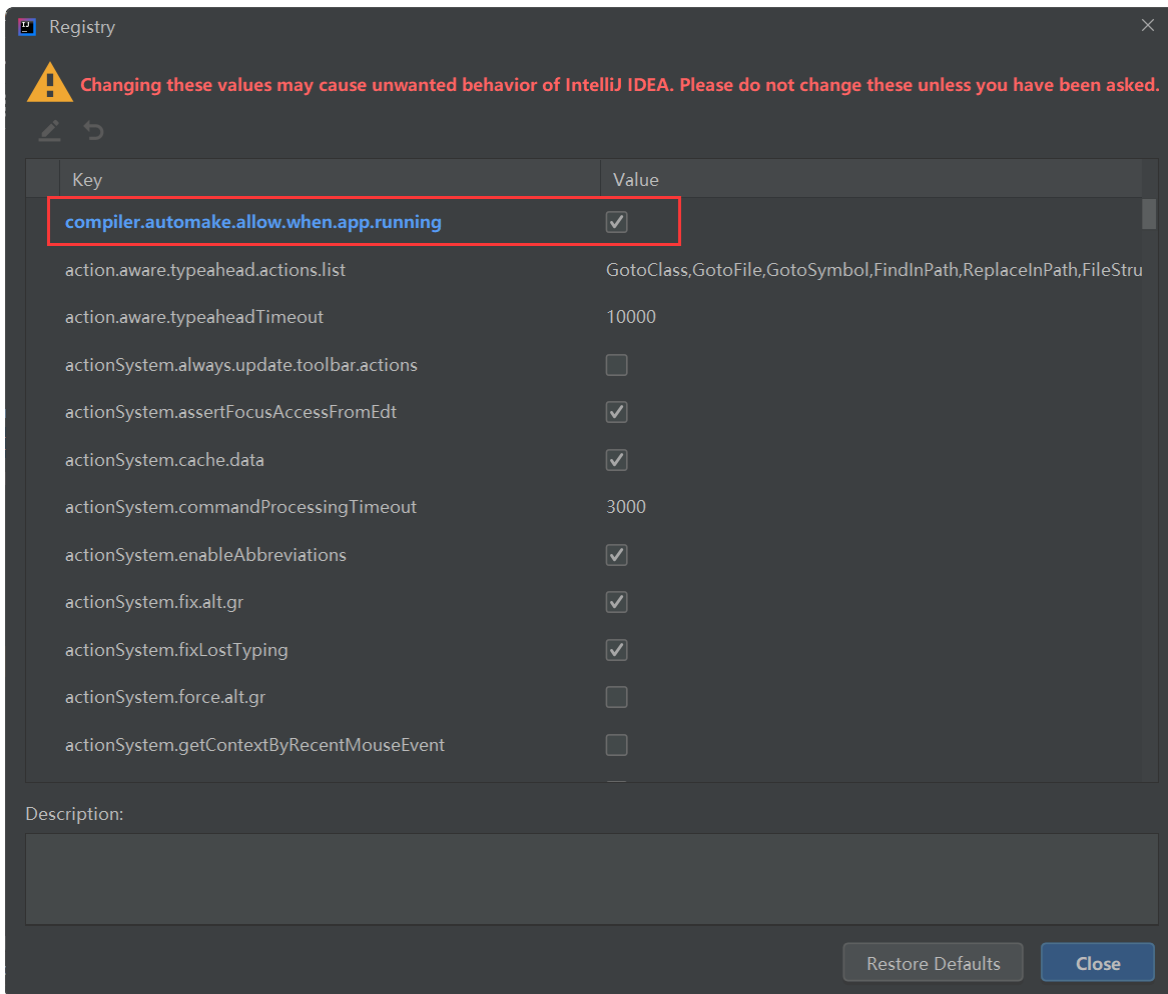 Registry
Changing these values may cause unwanted behavior of IntelliJ IDEA. Please do not change these unless you have been asked.
Key Value
compiler.automake.allow.when.app.running
action.aware.typeahead.actions.list GotoClass,GotoFile,GotoSymbol,FindInPath,ReplaceInPath,FileStru
action.aware.typeaheadTimeout 10000
actionSystem.always.update.toolbar.actions
actionSystem.assertFocusAccessFromEdt
actionSystem.cache.data
actionSystem.commandProcessingTimeout 3000
actionSystem.enableAbbreviations
actionSystem.fix.alt.gr
actionSystem.fixLostTyping
actionSystem.force.alt.gr
actionSystem.getContextByRecentMouseEvent
Description:
Restore Defaults Close